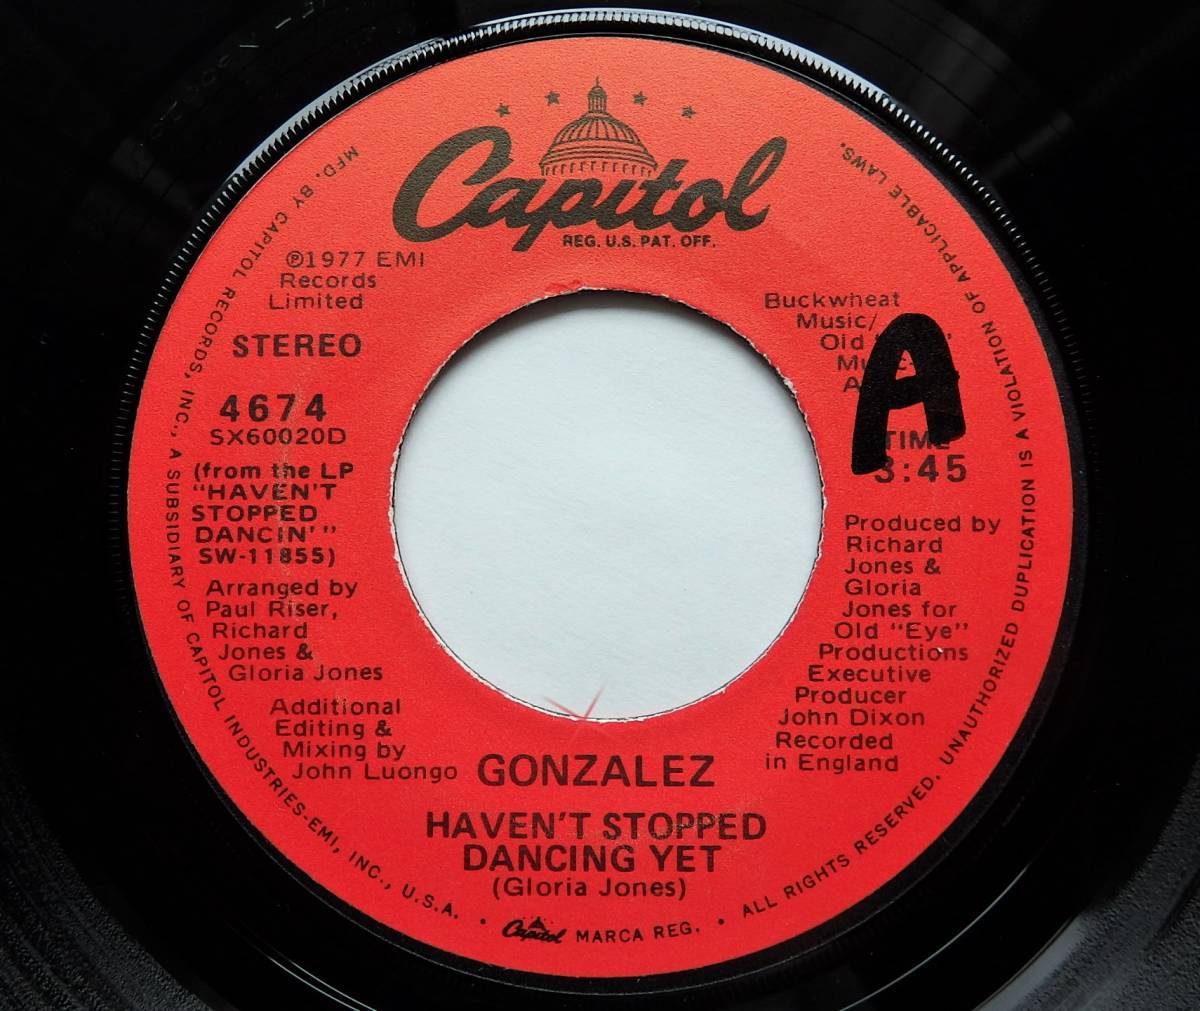 Capitol
REG. U.S. PAT. OFF.
℗1977 EMI
Records
Limited
STEREO
4674
SX60020D
(from the LP
"HAVEN'T
STOPPED
DANCIN'"
SW-11855)
Arranged by
Paul Riser,
Richard
Jones &
Gloria Jones
Additional
Editing &
Mixing by
John Luongo
Buckwheat
Music/
Old
A
TIME
3:45
Produced by
Richard
Jones &
Gloria
Jones for
Old "Eye"
Productions
Executive
Producer
John Dixon
Recorded
in England
GONZALEZ
HAVEN'T STOPPED
DANCING YET
(Gloria Jones)
MFD. BY CAPITOL RECORDS, INC., A SUBSIDIARY OF CAPITOL INDUSTRIES-EMI, INC., U.S.A. • Capitol MARCA REG. • ALL RIGHTS RESERVED. UNAUTHORIZED DUPLICATION IS A VIOLATION OF APPLICABLE LAWS.